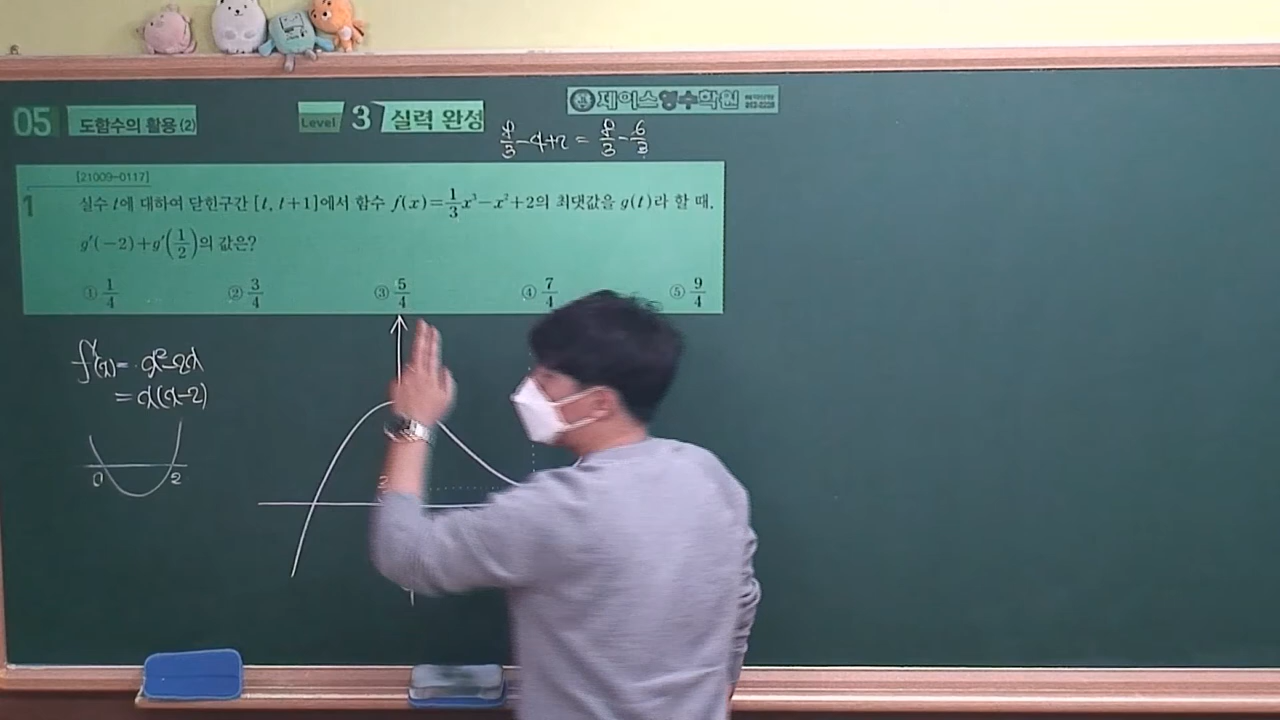 05 도함수의 활용 (2) Level 3 실력 완성 제이스영수학원
8/3-4+2 = 8/3-6/3
[21009-0117]
1 실수 t에 대하여 닫힌구간 [t, t+1]에서 함수 f(x)=1/3x³-x²+2의 최댓값을 g(t)라 할 때,
g′(-2)+g′(1/2)의 값은?
① 1/4 ② 3/4 ③ 5/4 ④ 7/4 ⑤ 9/4
f′(x)= x²-2x
= x(x-2)
0 2